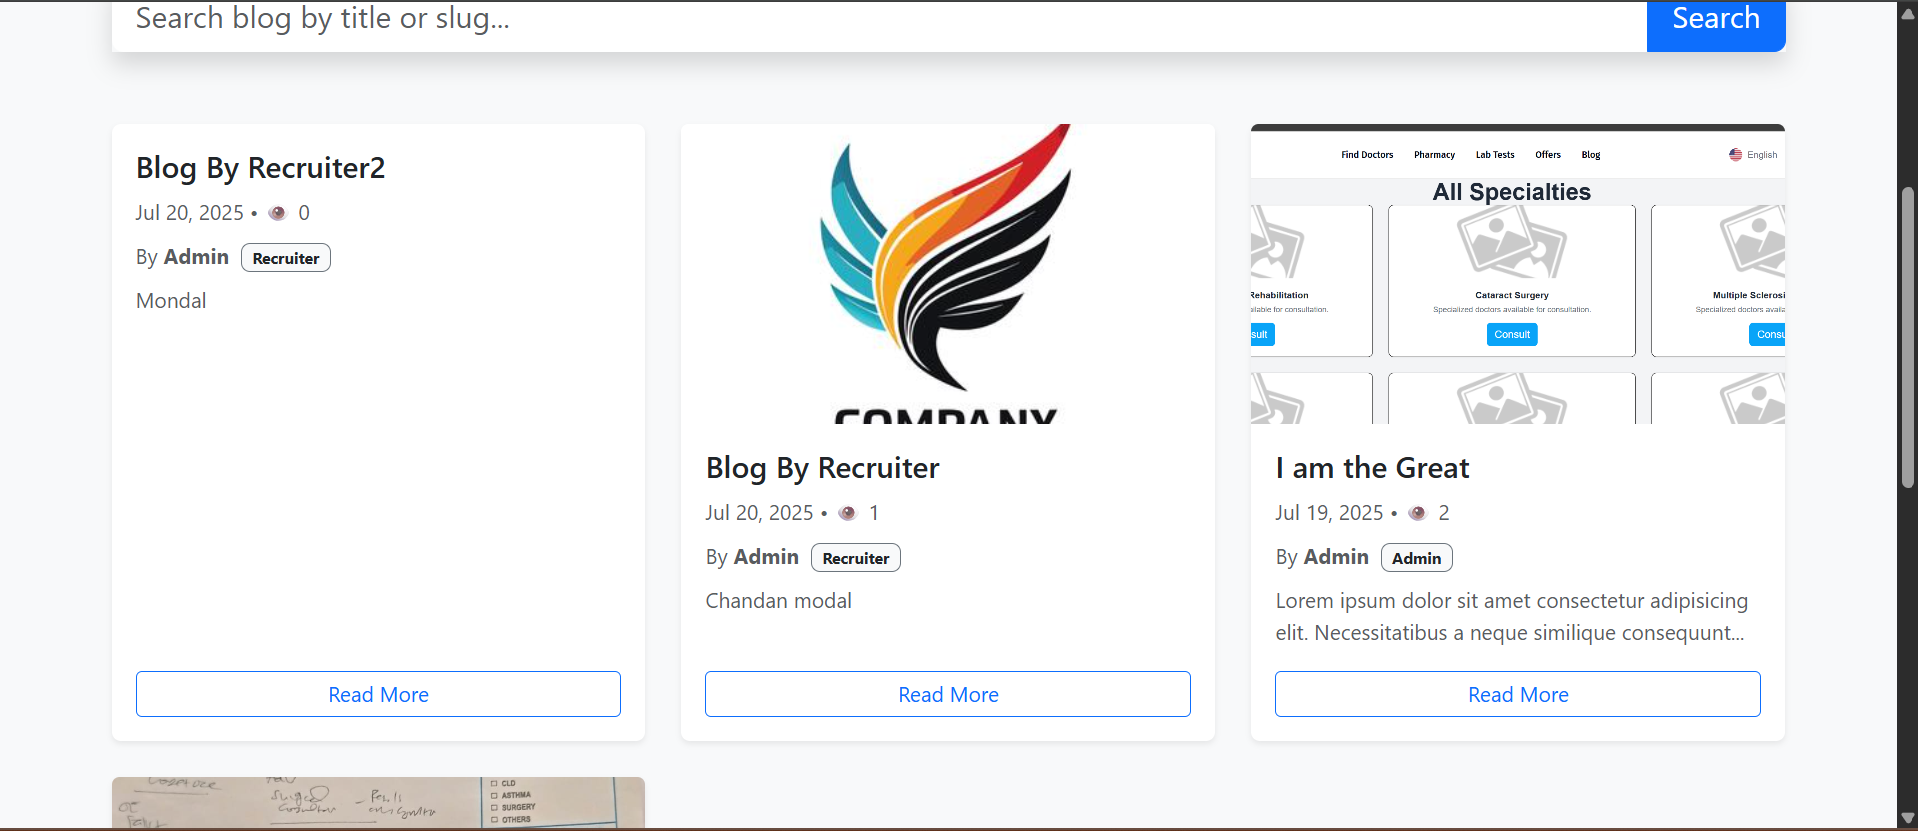 Search blog by title or slug...
Search
Blog By Recruiter2
Jul 20, 2025 • 👁️ 0
By Admin Recruiter
Mondal
Read More
COMPANY
Blog By Recruiter
Jul 20, 2025 • 👁️ 1
By Admin Recruiter
Chandan modal
Read More
Find Doctors Pharmacy Lab Tests Offers Blog English
All Specialties
Rehabilitation
Cataract Surgery
Specialized doctors available for consultation.
Consult
Multiple Sclerosi
Specialized doctors
I am the Great
Jul 19, 2025 • 👁️ 2
By Admin Admin
Lorem ipsum dolor sit amet consectetur adipisicing
elit. Necessitatibus a neque similique consequunt...
Read More
CLD
ASTHMA
SURGERY
OTHERS